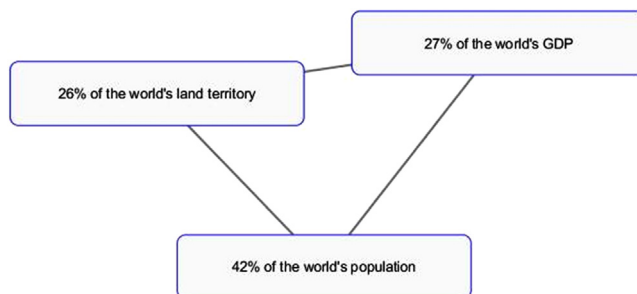 27% of the world's GDP
26% of the world's land territory
42% of the world's population